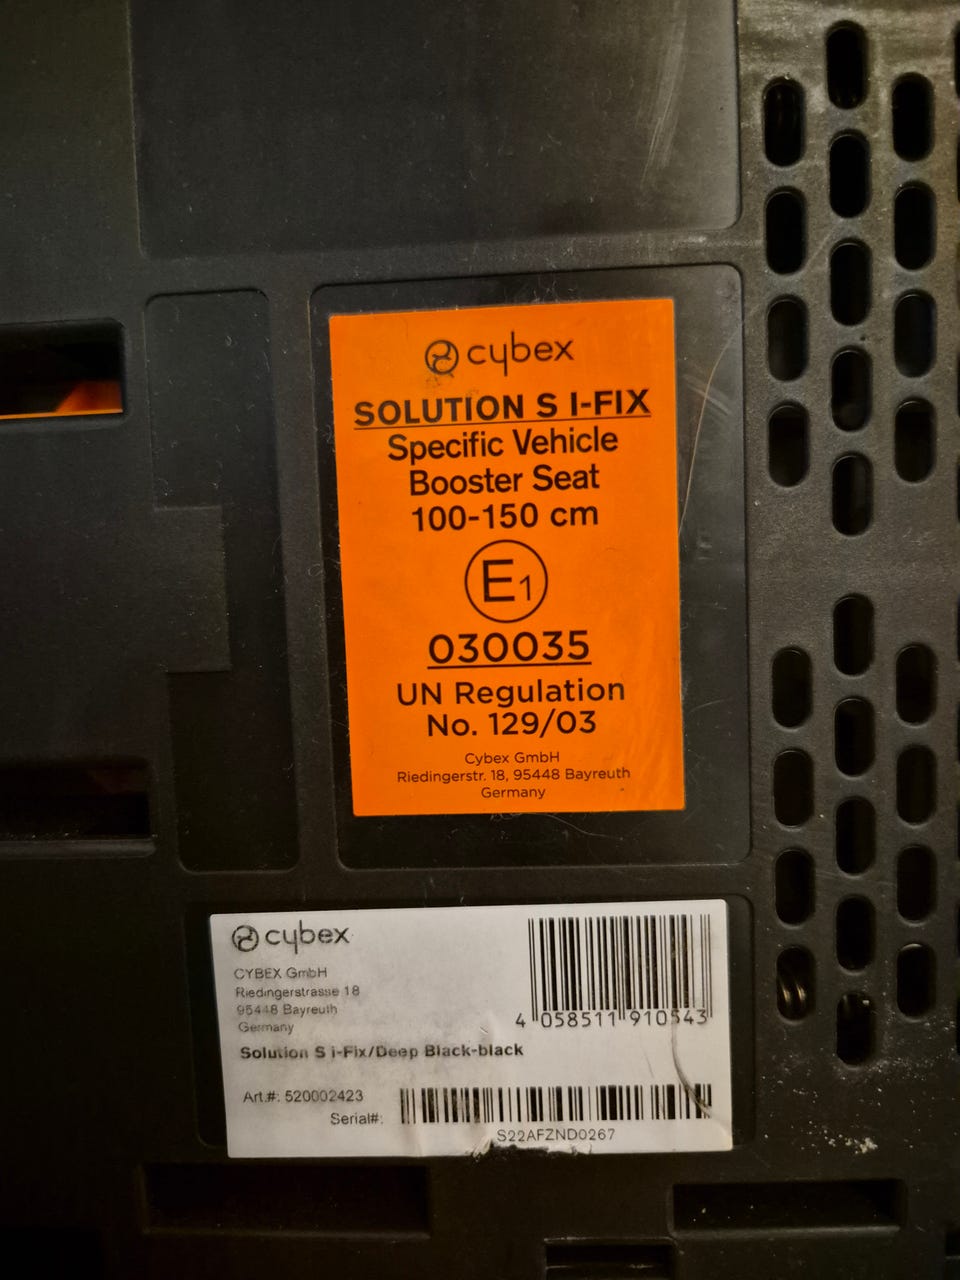 cybex
SOLUTION S I-FIX
Specific Vehicle
Booster Seat
100-150 cm
E1
030035
UN Regulation
No. 129/03
Cybex GmbH
Riedingerstr. 18, 95448 Bayreuth
Germany
cybex
CYBEX GmbH
Riedingerstrasse 18
95448 Bayreuth
Germany
4 058511 910543
Solution S i-Fix/Deep Black-black
Art.#: 520002423
Serial#:
S22AFZND0267